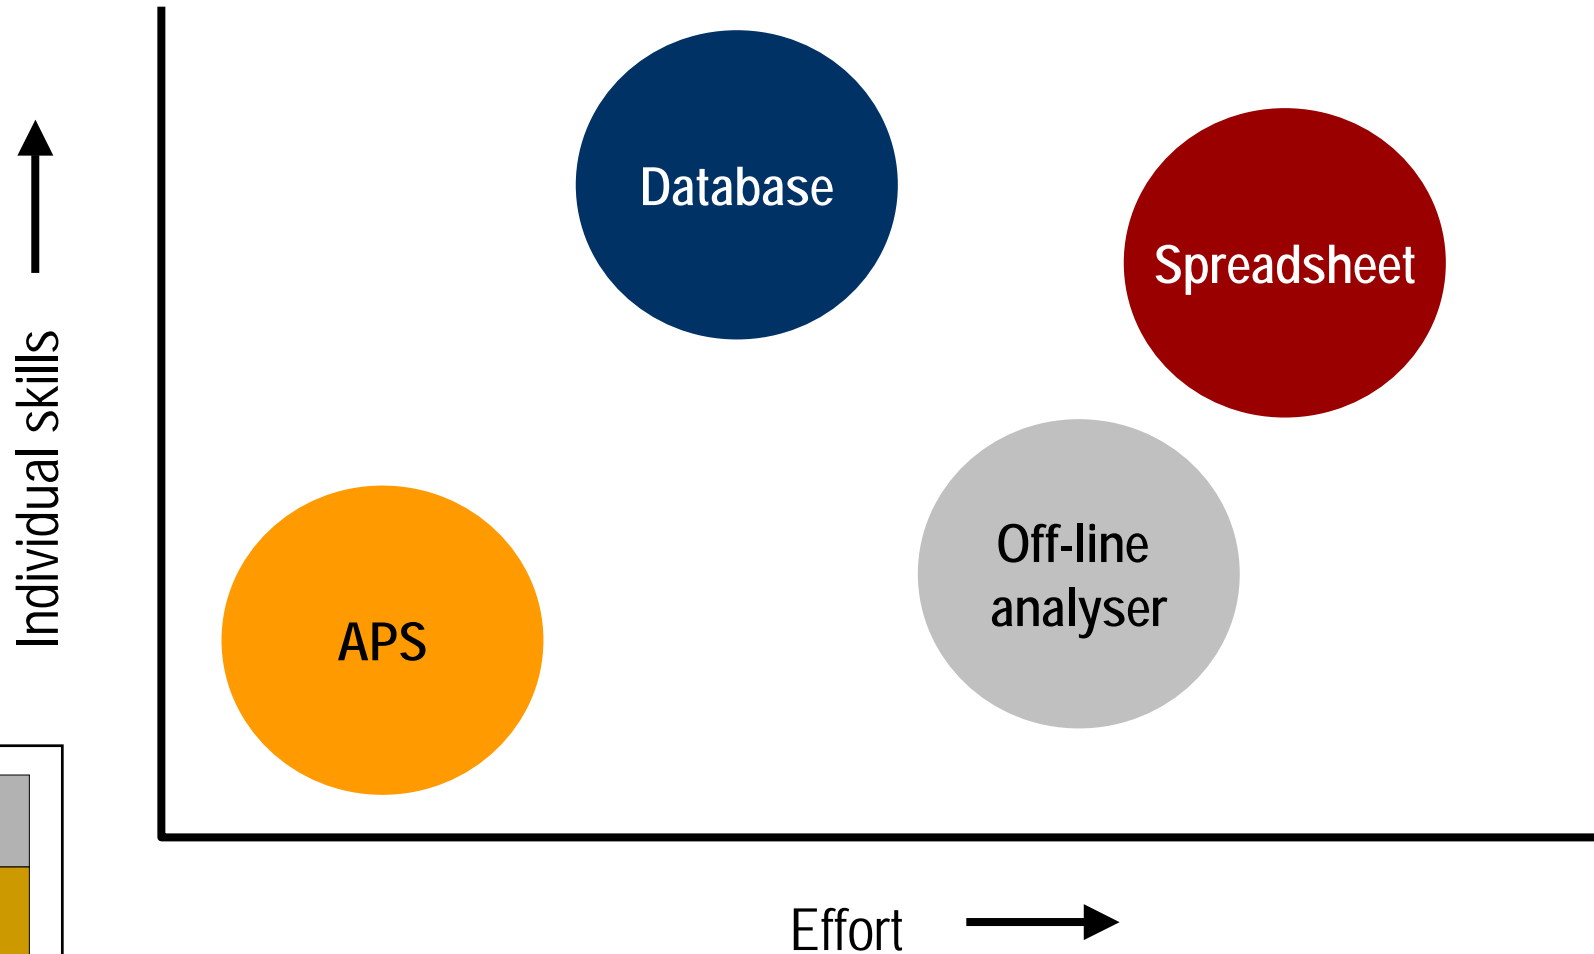 Database
Spreadsheet
Individual skills
Off-line
analyser
APS
Effort